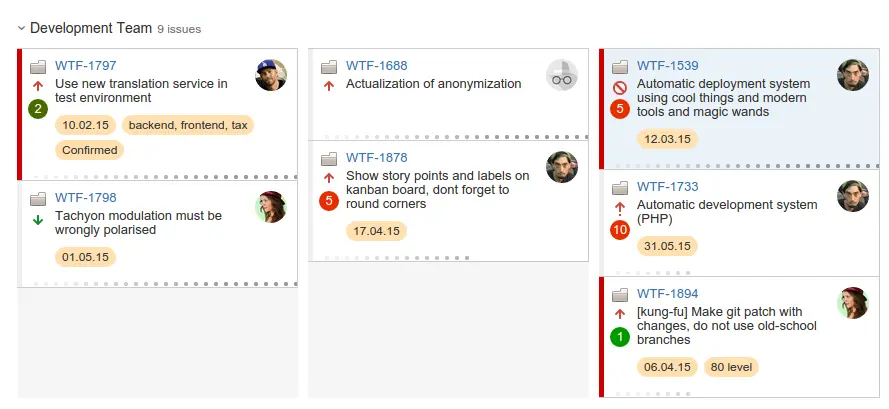 Development Team 9 issues
WTF-1797
Use new translation service in
test environment
2
10.02.15 backend, frontend, tax
Confirmed
WTF-1798
Tachyon modulation must be
wrongly polarised
01.05.15
WTF-1688
Actualization of anonymization
WTF-1878
Show story points and labels on
kanban board, dont forget to
round corners
5
17.04.15
WTF-1539
Automatic deployment system
using cool things and modern
tools and magic wands
5
12.03.15
WTF-1733
Automatic development system
(PHP)
10
31.05.15
WTF-1894
[kung-fu] Make git patch with
changes, do not use old-school
branches
1
06.04.15 80 level